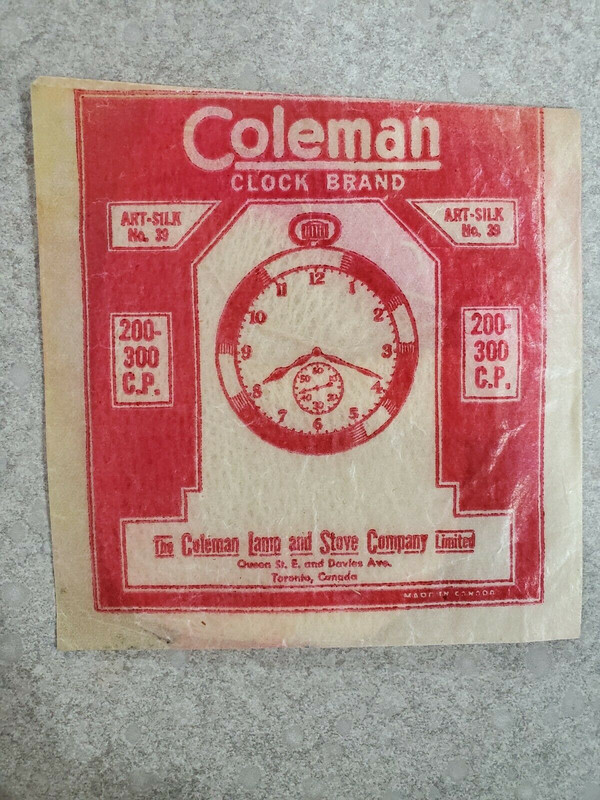 Coleman
CLOCK BRAND
ART-SILK
No. 39
ART-SILK
No. 39
200-
300
C.P.
200-
300
C.P.
12
1
2
3
4
5
6
7
8
9
10
11
60
The Coleman Lamp and Stove Company Limited
Queen St. E. and Davies Ave.
Toronto, Canada
MADE IN CANADA